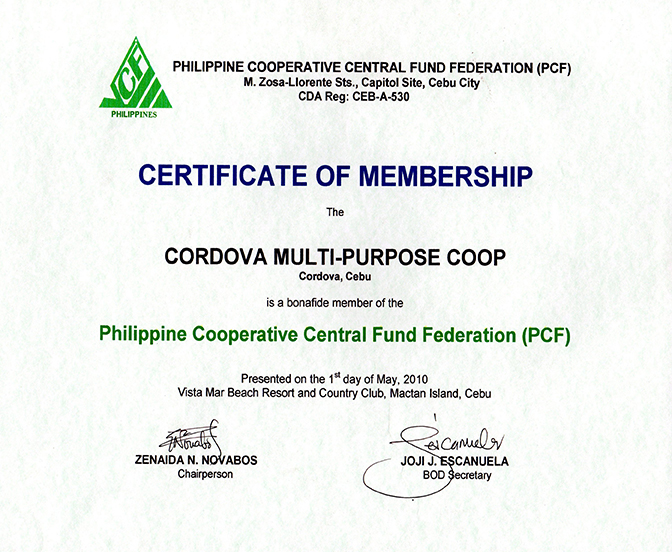 PCF
PHILIPPINES
PHILIPPINE COOPERATIVE CENTRAL FUND FEDERATION (PCF)
M. Zosa-Llorente Sts., Capitol Site, Cebu City
CDA Reg: CEB-A-530
CERTIFICATE OF MEMBERSHIP
The
CORDOVA MULTI-PURPOSE COOP
Cordova, Cebu
is a bonafide member of the
Philippine Cooperative Central Fund Federation (PCF)
Presented on the 1st day of May, 2010
Vista Mar Beach Resort and Country Club, Mactan Island, Cebu
ZENAIDA N. NOVABOS
Chairperson
JOJI J. ESCANUELA
BOD Secretary